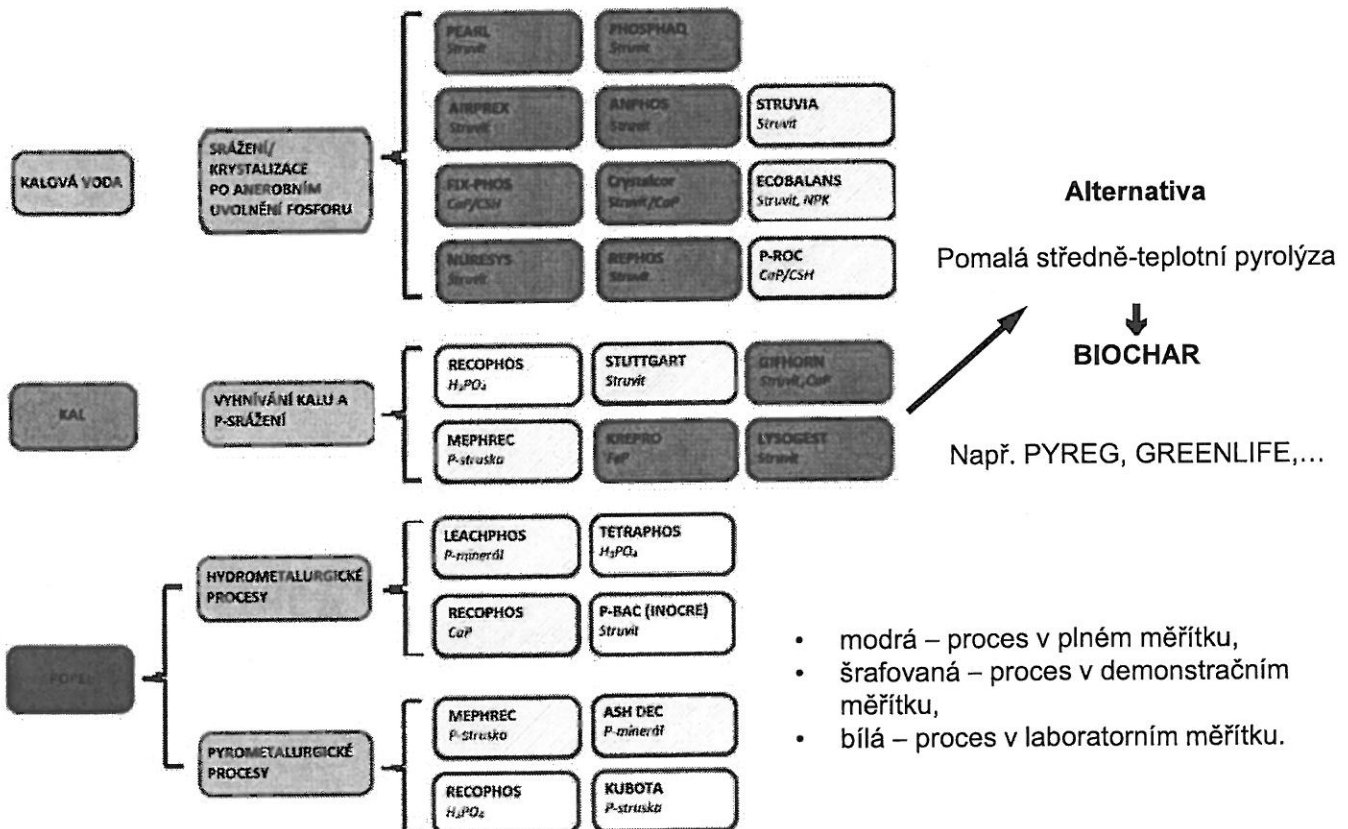 KALOVÁ VODA
SRÁŽENÍ/
KRYSTALIZACE
PO ANEROBNÍM
UVOLNĚNÍ FOSFORU
PEARL
Struvit
PHOSPHAQ
Struvit
AIRPREX
Struvit
ANPHOS
Struvit
STRUVIA
Struvit
FIX-PHOS
CaP/CSH
Crystalcor
Struvit/CaP
ECOBALANS
Struvit, NPK
NURESYS
Struvit
REPHOS
Struvit
P-ROC
CaP/CSH
KAL
VYHNÍVÁNÍ KALU A
P-SRÁŽENÍ
RECOPHOS
H₃PO₄
STUTTGART
Struvit
GIFHORN
Struvit,CaP
MEPHREC
P-struska
KREPRO
FeP
LYSOGEST
Struvit
Alternativa
Pomalá středně-teplotní pyrolýza
BIOCHAR
Např. PYREG, GREENLIFE,…
POPEL
HYDROMETALURGICKÉ
PROCESY
LEACHPHOS
P-minerál
TETRAPHOS
H₃PO₄
RECOPHOS
CaP
P-BAC (INOCRE)
Struvit
PYROMETALURGICKÉ
PROCESY
MEPHREC
P-struska
ASH DEC
P-minerál
RECOPHOS
H₃PO₄
KUBOTA
P-struska
• modrá – proces v plném měřítku,
• šrafovaná – proces v demonstračním
měřítku,
• bílá – proces v laboratorním měřítku.